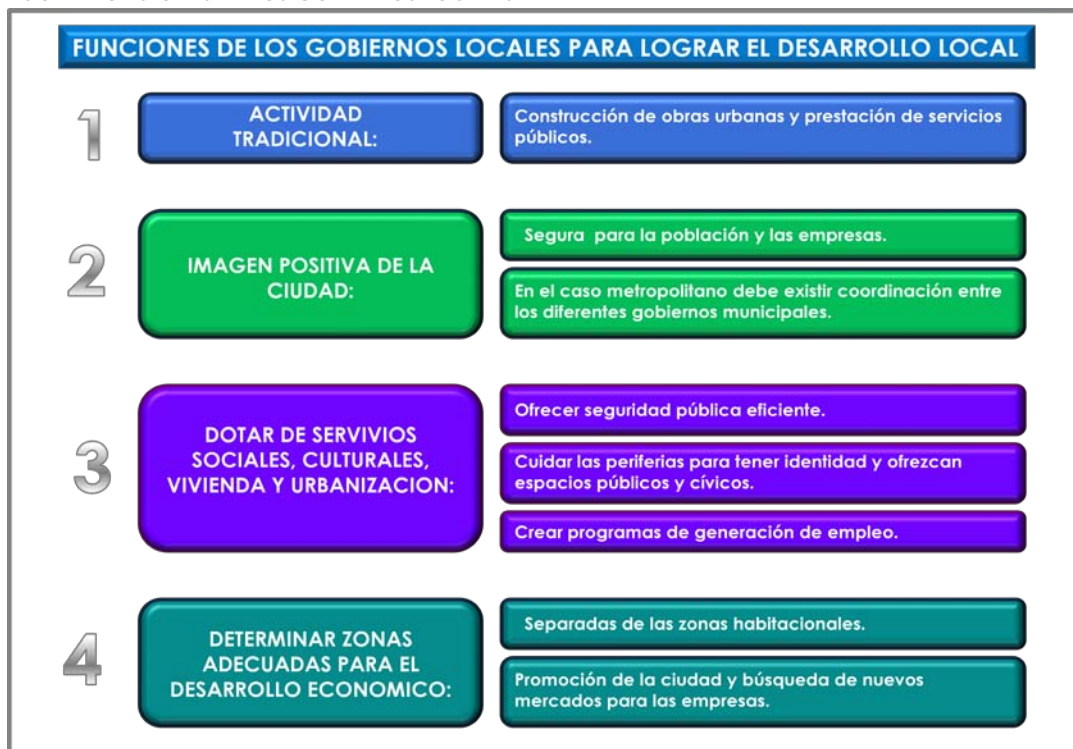 FUNCIONES DE LOS GOBIERNOS LOCALES PARA LOGRAR EL DESARROLLO LOCAL
1
ACTIVIDAD
TRADICIONAL:
Construcción de obras urbanas y prestación de servicios
públicos.
2
IMAGEN POSITIVA DE LA
CIUDAD:
Segura para la población y las empresas.
En el caso metropolitano debe existir coordinación entre
los diferentes gobiernos municipales.
3
DOTAR DE SERVIVIOS
SOCIALES, CULTURALES,
VIVIENDA Y URBANIZACION:
Ofrecer seguridad pública eficiente.
Cuidar las periferias para tener identidad y ofrezcan
espacios públicos y cívicos.
Crear programas de generación de empleo.
4
DETERMINAR ZONAS
ADECUADAS PARA EL
DESARROLLO ECONOMICO:
Separadas de las zonas habitacionales.
Promoción de la ciudad y búsqueda de nuevos
mercados para las empresas.